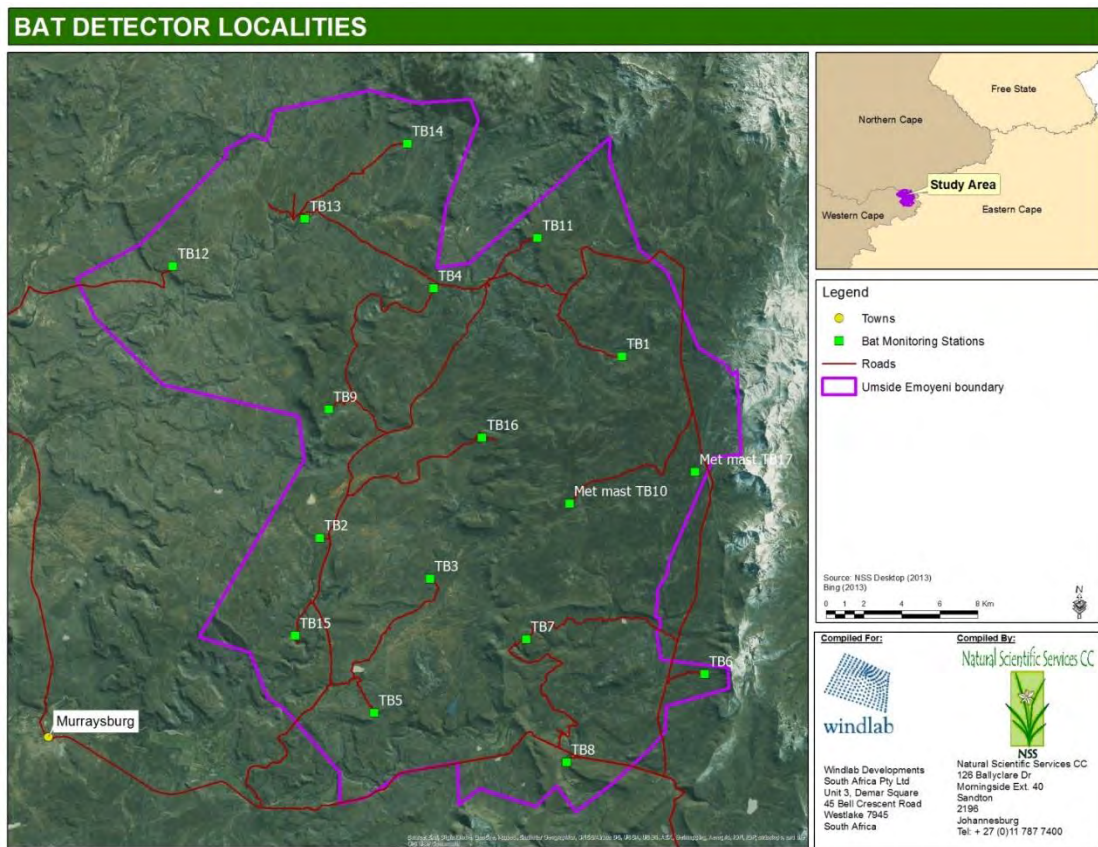 BAT DETECTOR LOCALITIES
TB14
TB13
TB11
TB12
TB4
TB1
TB9
TB16
Met mast TB17
Met mast TB10
TB2
TB3
TB15
TB7
TB6
TB5
Murraysburg
TB8
Free State
Northern Cape
Study Area
Western Cape
Eastern Cape
Legend
Towns
Bat Monitoring Stations
Roads
Umside Emoyeni boundary
Source: NSS Desktop (2013)
Bing (2013)
0 1 2 4 6 8 Km
N
Compiled For:
windlab
Windlab Developments
South Africa Pty Ltd
Unit 3, Demar Square
45 Bell Crescent Road
Westlake 7945
South Africa
Compiled By:
Natural Scientific Services CC
NSS
Natural Scientific Services CC
126 Ballyclare Dr
Morningside Ext. 40
Sandton
2196
Johannesburg
Tel: + 27 (0)11 787 7400